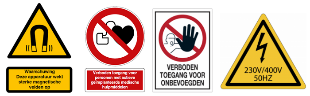 Waarschuwing
Deze apparatuur wekt
sterke magnetische
velden op
Verboden toegang voor
personen met actieve
geïmplanteerde medische
hulpmiddelen
VERBODEN
TOEGANG VOOR
ONBEVOEGDEN
230V/400V
50HZ